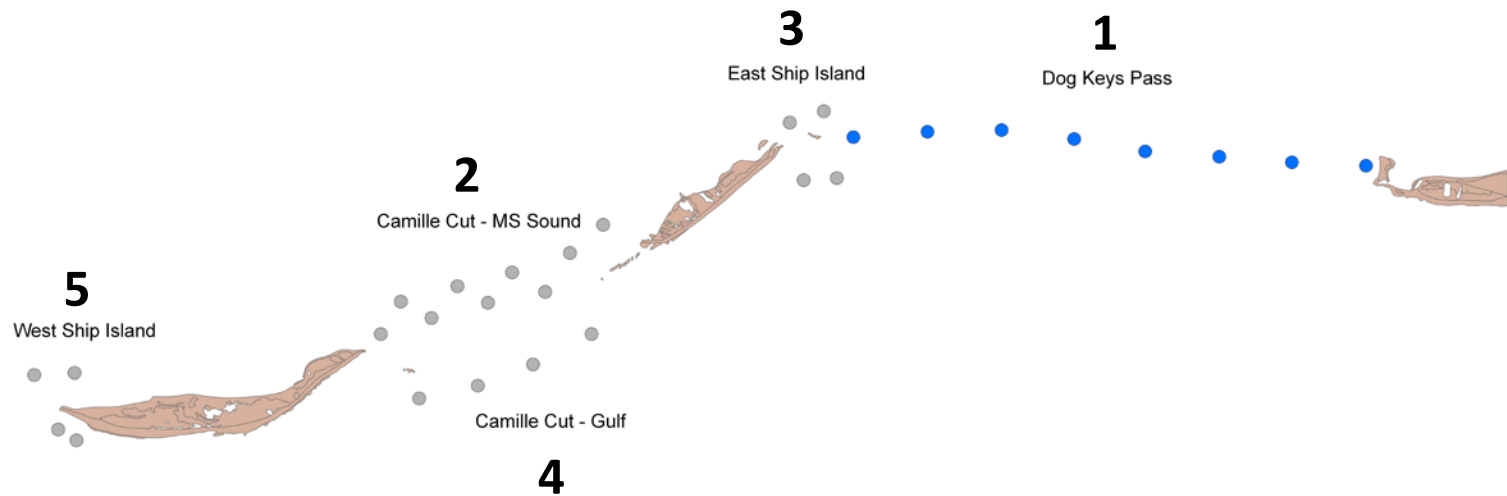 3
East Ship Island
1
Dog Keys Pass
2
Camille Cut - MS Sound
5
West Ship Island
Camille Cut - Gulf
4